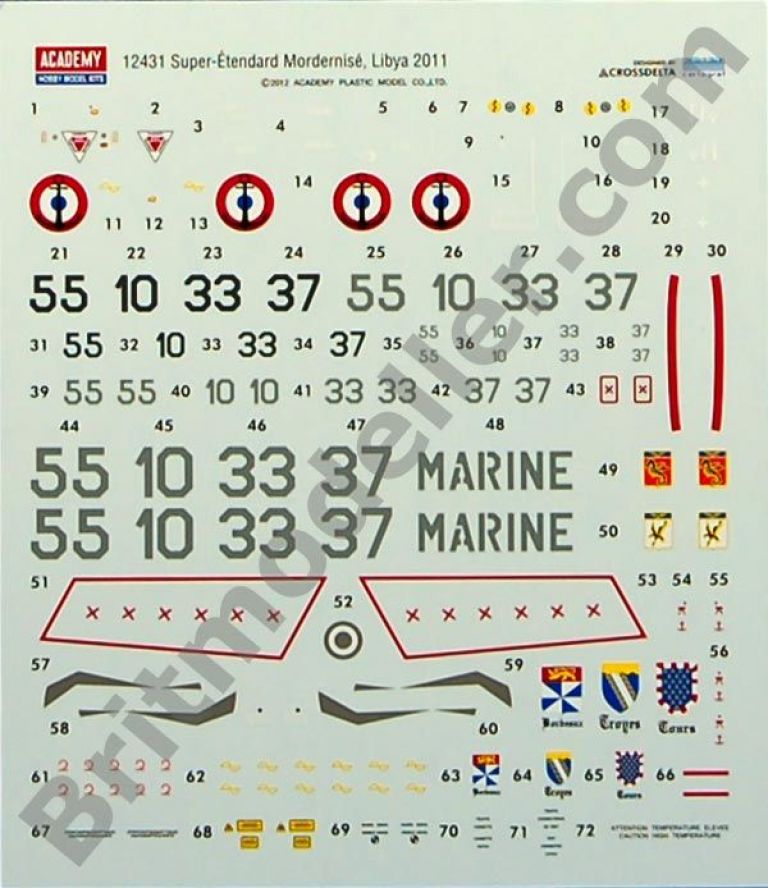 ACADEMY
HOBBY MODEL KITS
12431 Super-Étendard Mordernisé, Libya 2011
©2012 ACADEMY PLASTIC MODEL CO.,LTD.
DESIGNED BY
CROSSDELTA
cartograf
1 2 3 4 5 6 7 8 17
9 10 18
14 15 16 19
11 12 13 20
21 22 23 24 25 26 27 28 29 30
55 10 33 37 55 10 33 37
31 55 32 10 33 33 34 37 35 55 36 10 37 33 38 37
55 10 33 37
39 55 55 40 10 10 41 33 33 42 37 37 43
44 45 46 47 48
55 10 33 37 MARINE 49
55 10 33 37 MARINE 50
51 52 53 54 55
57 59 56
58 60
Bordeaux Troyes Tours
61 62 63 64 65 66
Bordeaux Troyes Tours
67 68 69 70 71 72
ATTENTION TEMPERATURE ELEVEE
CAUTION HIGH TEMPERATURE
Britmodeller.com